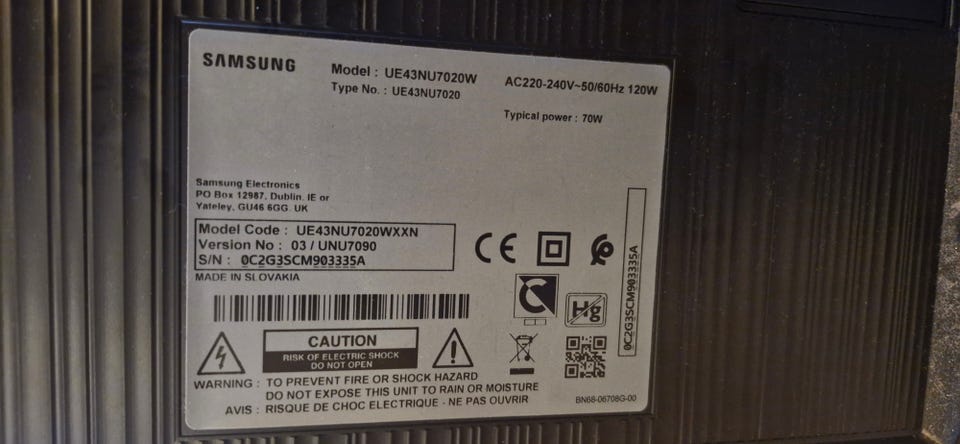 SAMSUNG
Model : UE43NU7020W
Type No. : UE43NU7020
AC220-240V~50/60Hz 120W
Typical power : 70W
Samsung Electronics
PO Box 12987, Dublin. IE or
Yateley, GU46 6GG. UK
Model Code : UE43NU7020WXXN
Version No : 03 / UNU7090
S/N : 0C2G3SCM903335A
MADE IN SLOVAKIA
CE
Hg
0C2G3SCM903335A
CAUTION
RISK OF ELECTRIC SHOCK
DO NOT OPEN
WARNING : TO PREVENT FIRE OR SHOCK HAZARD
DO NOT EXPOSE THIS UNIT TO RAIN OR MOISTURE
AVIS : RISQUE DE CHOC ELECTRIQUE - NE PAS OUVRIR
BN68-06708G-00